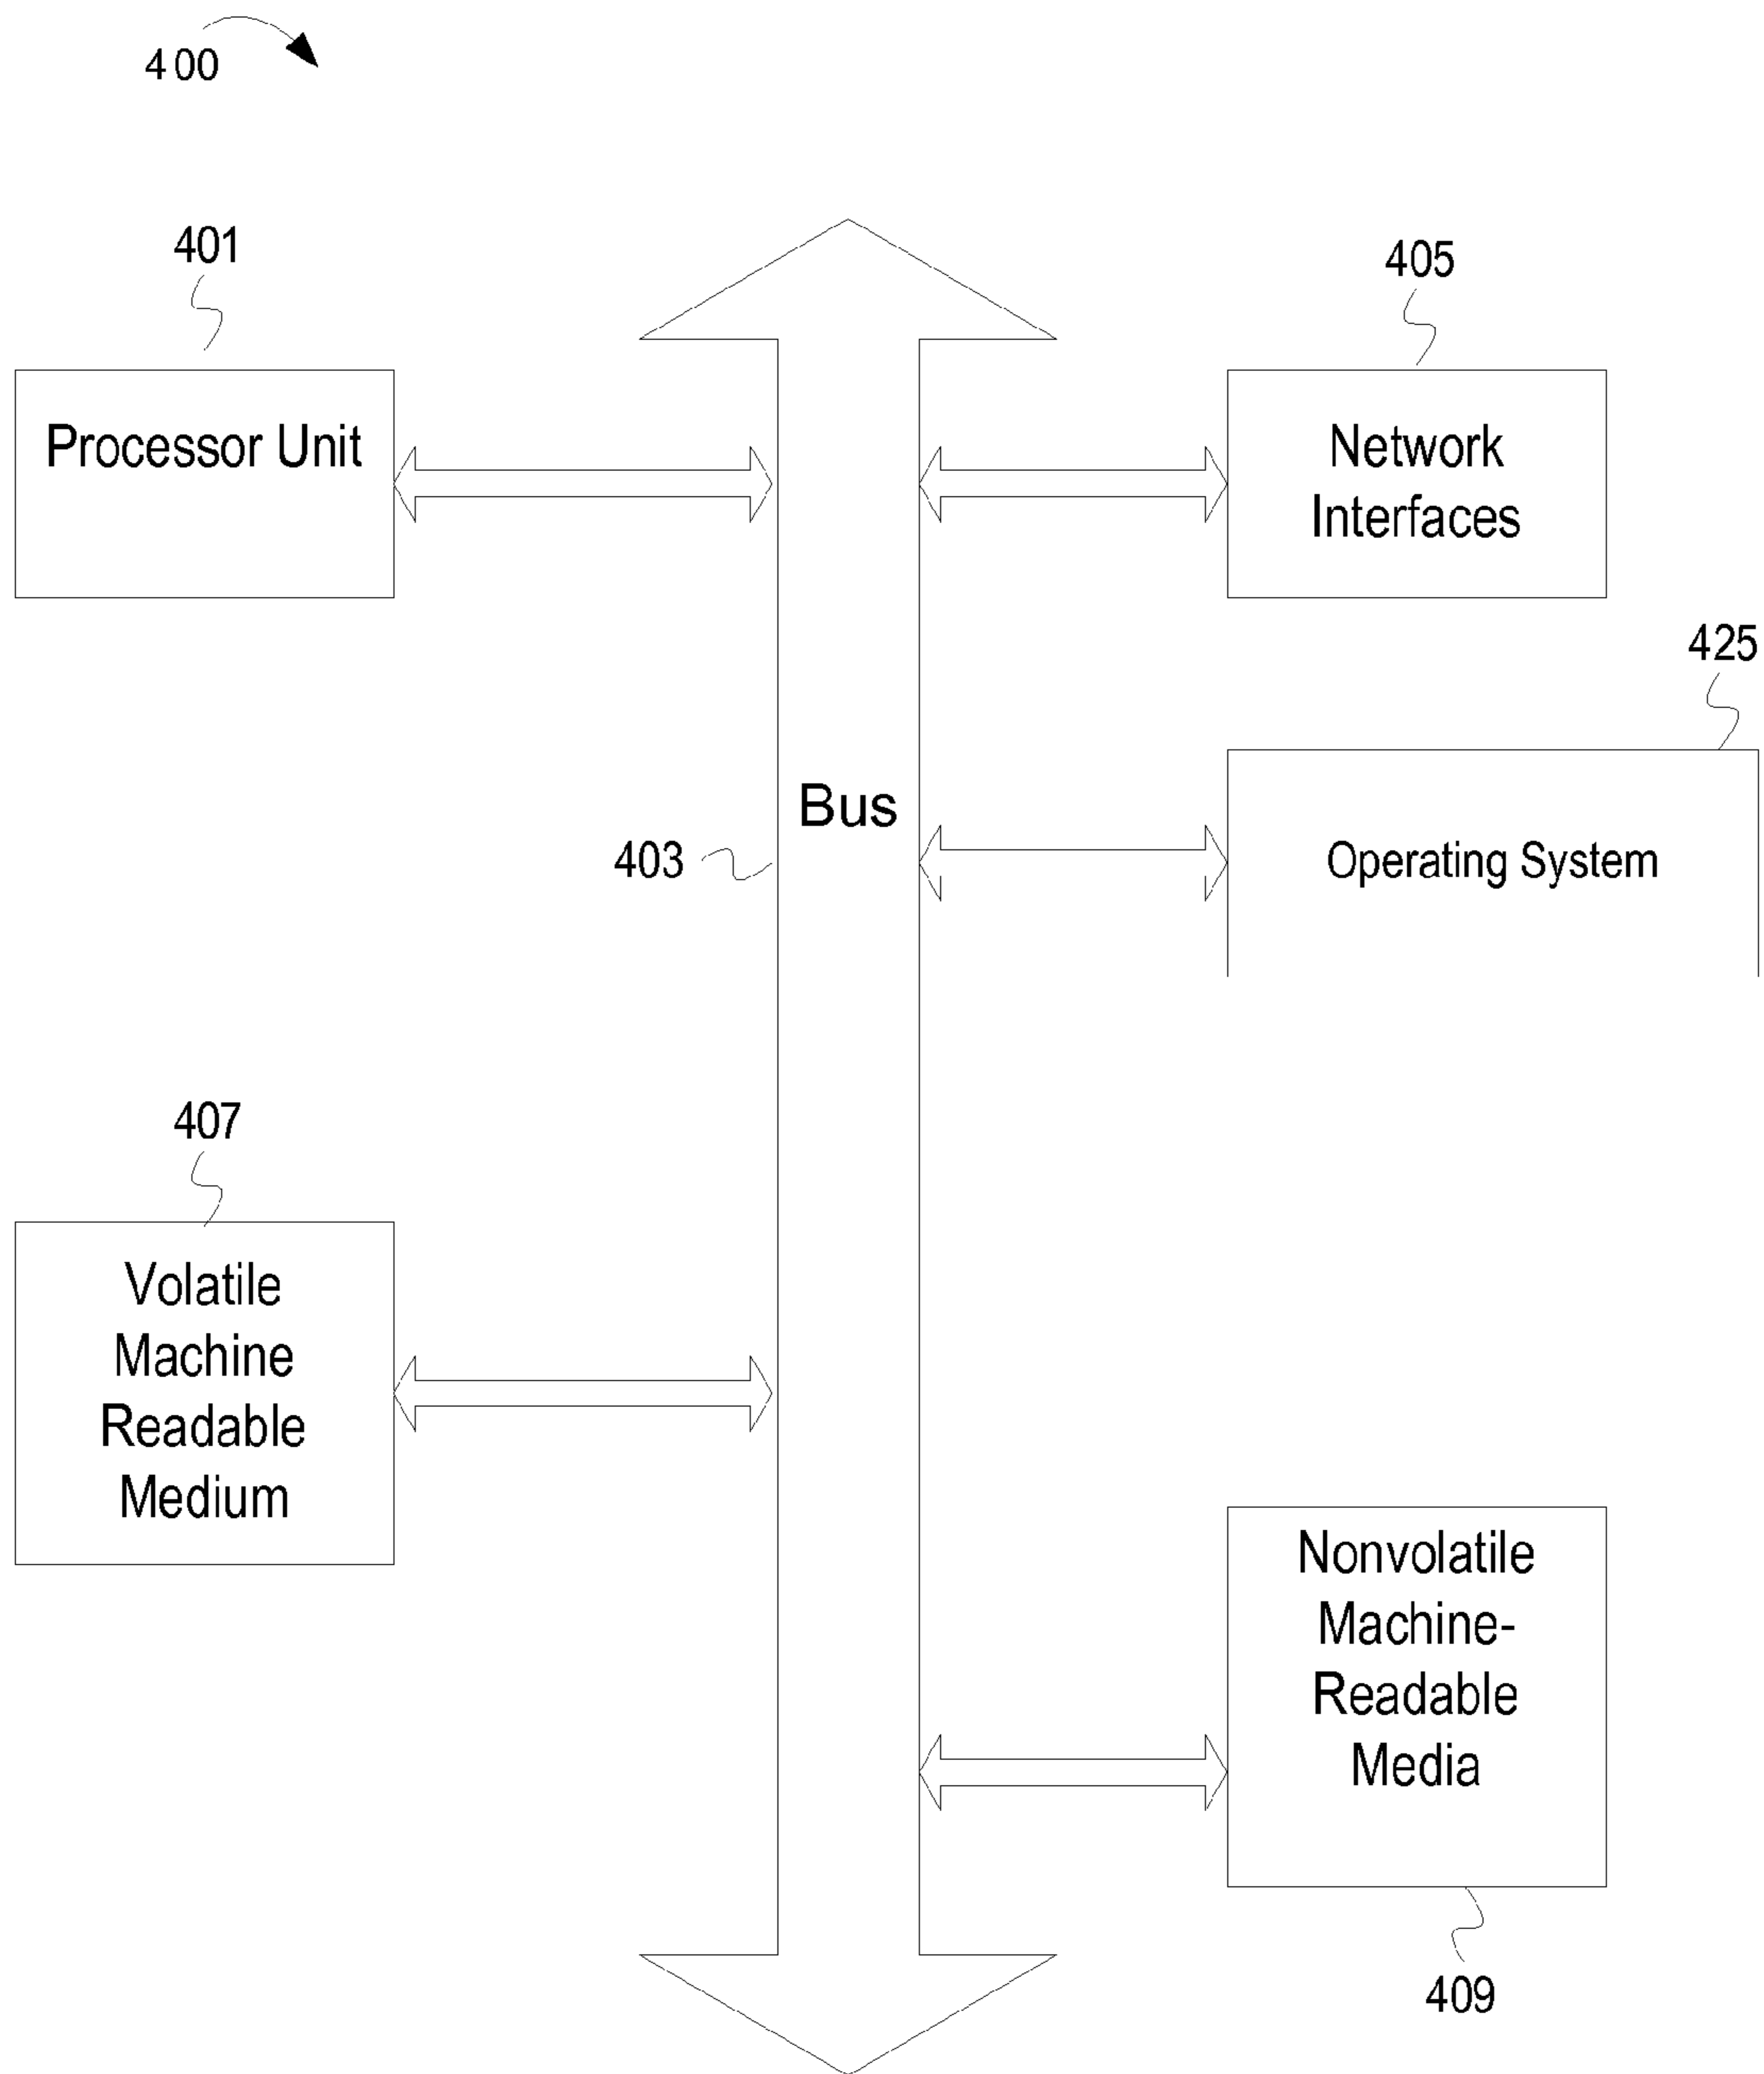 400
401
Processor Unit
405
Network
Interfaces
425
Operating System
Bus
403
407
Volatile
Machine
Readable
Medium
Nonvolatile
Machine-
Readable
Media
409